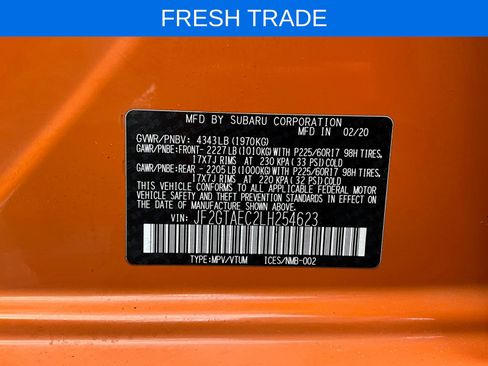 FRESH TRADE
MFD BY SUBARU CORPORATION
MFD IN 02/20
GVWR/PNBV: 4343LB(1970KG)
GAWR/PNBE:FRONT- 2227LB(1010KG)WITH P225/60R17 98H TIRES,
17X7J RIMS AT 230 KPA(33 PSI)COLD
GAWR/PNBE:REAR - 2205LB(1000KG)WITH P225/60R17 98H TIRES,
17X7J RIMS AT 220 KPA(32 PSI)COLD
THIS VEHICLE CONFORMS TO ALL APPLICABLE
FEDERAL MOTOR VEHICLE SAFETY, BUMPER, AND
THEFT PREVENTION STANDARDS IN EFFECT ON
THE DATE OF MANUFACTURE SHOWN ABOVE.
VIN: JF2GTAEC2LH254623
TYPE:MPV/VTUM ICES/NMB-002